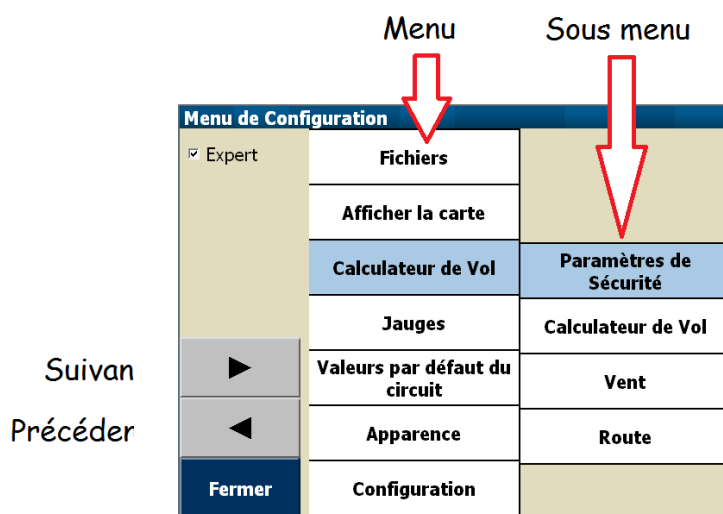 Menu
Sous menu
Menu de Configuration
Expert
Fichiers
Afficher la carte
Calculateur de Vol
Paramètres de
Sécurité
Jauges
Calculateur de Vol
Suivan
Valeurs par défaut du
circuit
Vent
Précéder
Apparence
Route
Fermer
Configuration